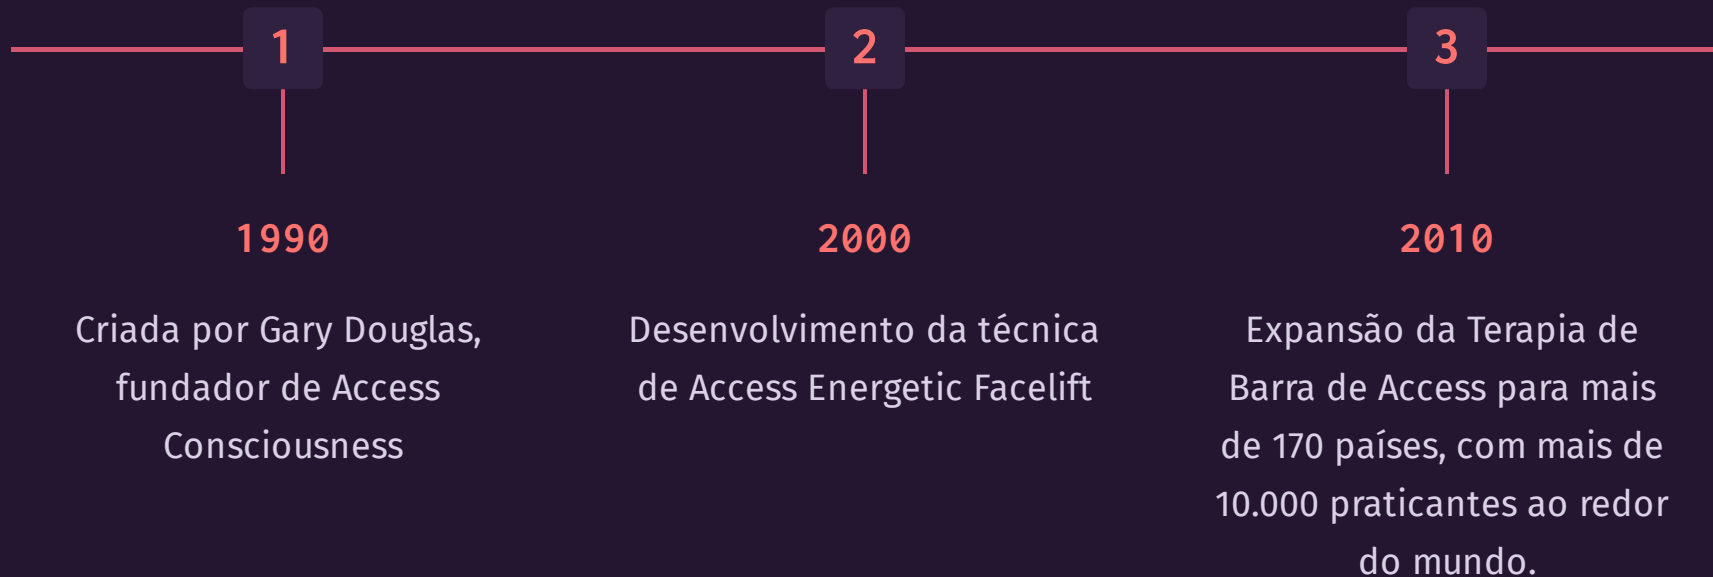 1
2
3
1990
Criada por Gary Douglas,
fundador de Access
Consciousness
2000
Desenvolvimento da técnica
de Access Energetic Facelift
2010
Expansão da Terapia de
Barra de Access para mais
de 170 países, com mais de
10.000 praticantes ao redor
do mundo.